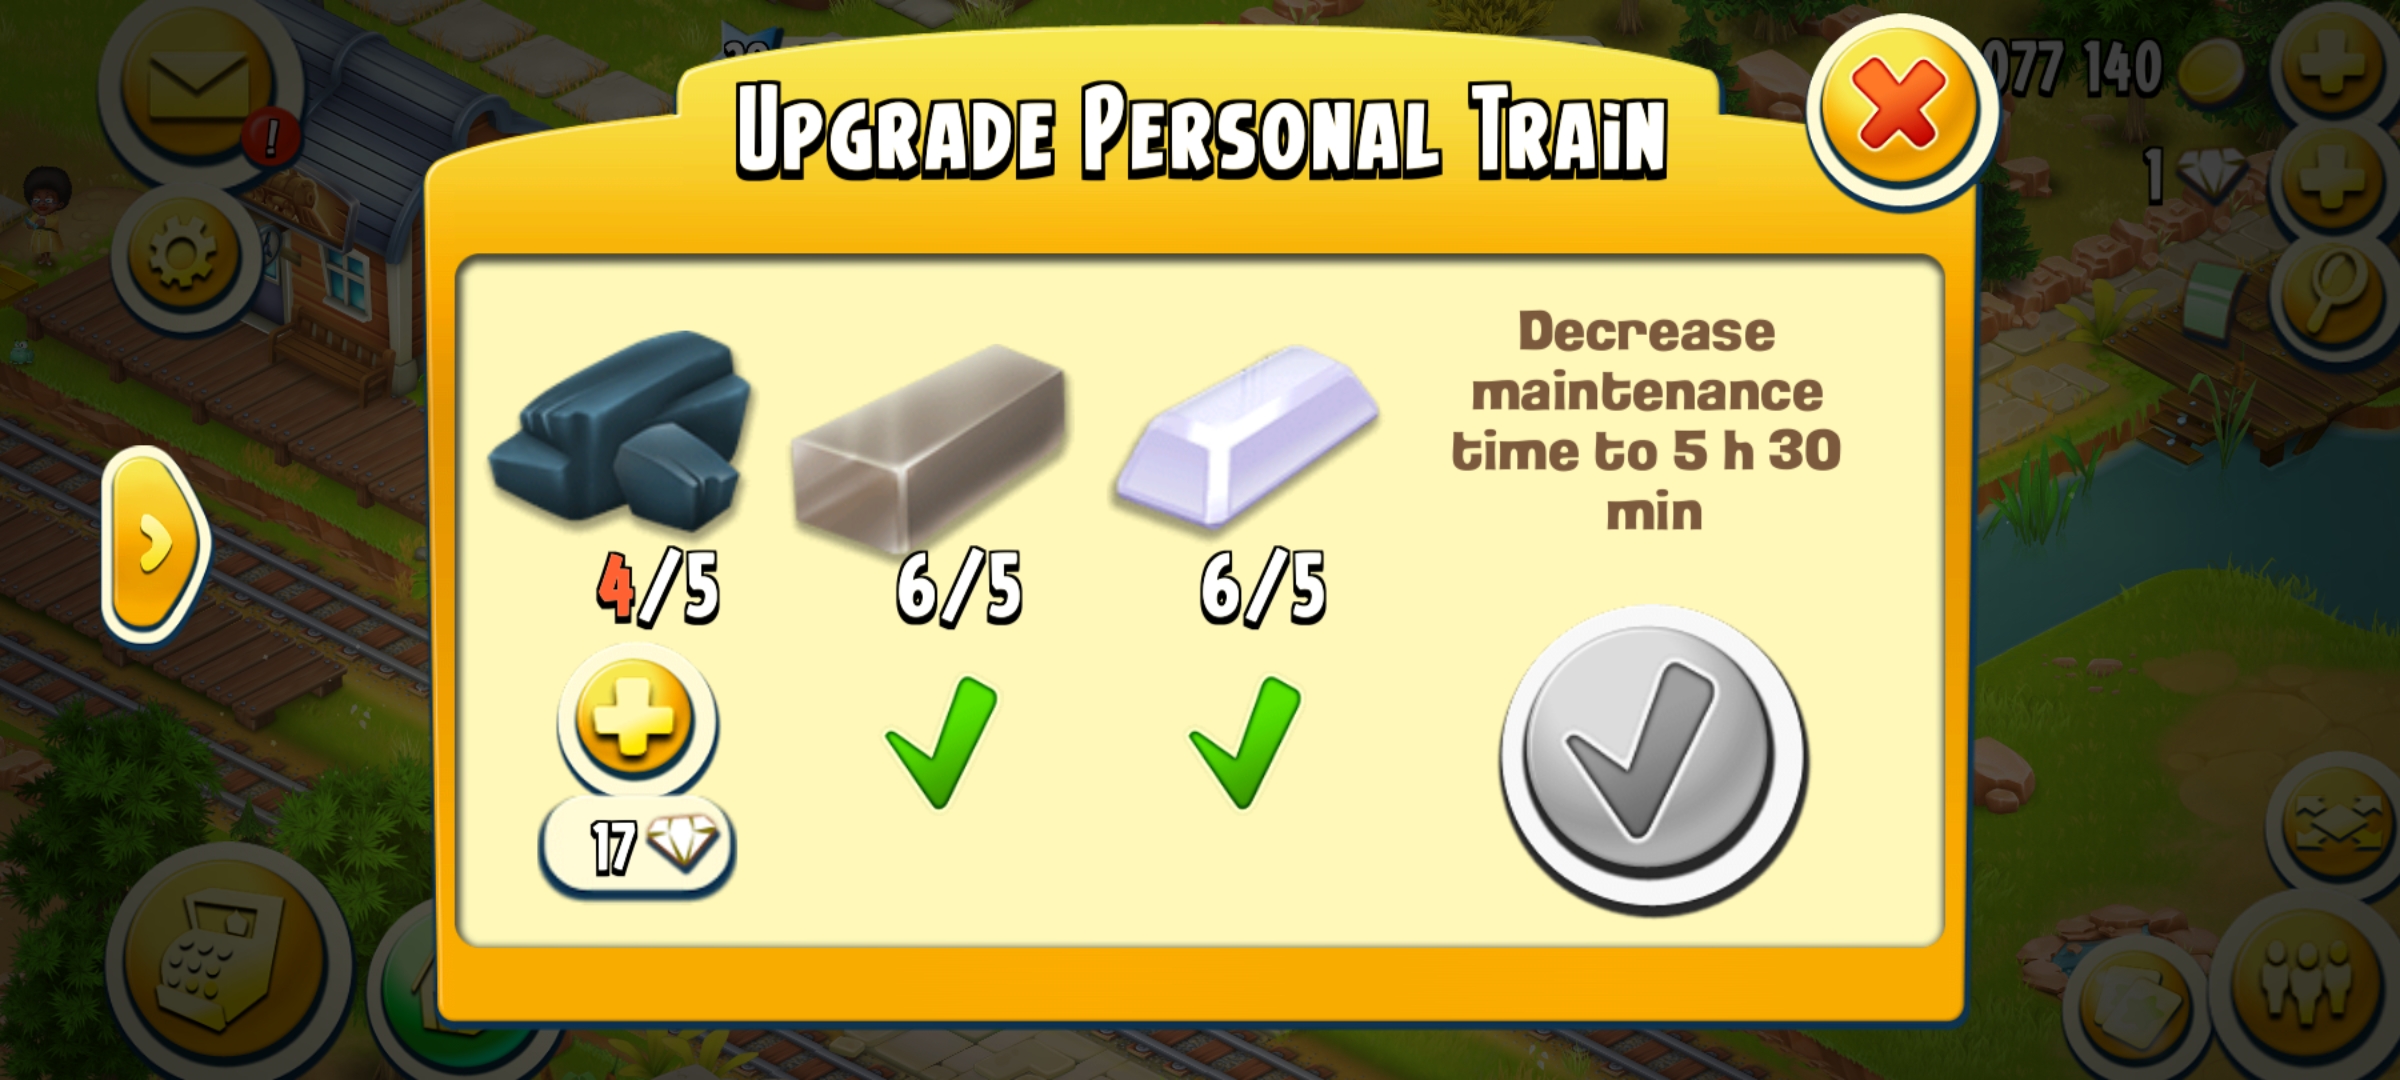 UPGRADE PERSONAL TRAiN
077 140
1
Decrease
maintenance
time to 5 h 30
min
4/5
6/5
6/5
17